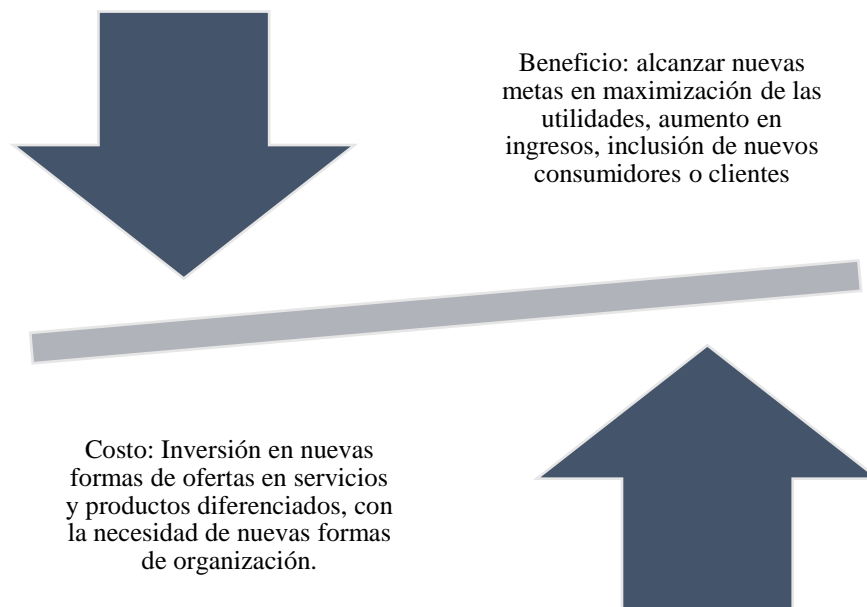 Beneficio: alcanzar nuevas
metas en maximización de las
utilidades, aumento en
ingresos, inclusión de nuevos
consumidores o clientes
Costo: Inversión en nuevas
formas de ofertas en servicios
y productos diferenciados, con
la necesidad de nuevas formas
de organización.